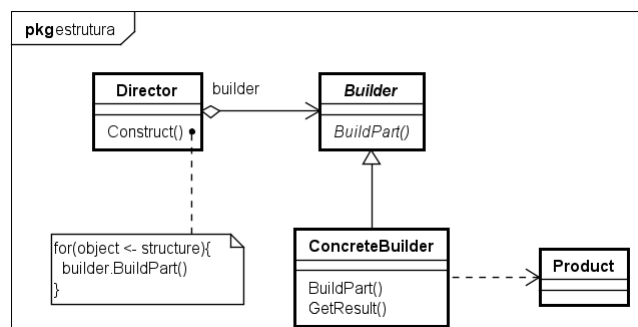 pkg estrutura
Director
Construct()
builder
Builder
BuildPart()
for(object <- structure){
builder.BuildPart()
}
ConcreteBuilder
BuildPart()
GetResult()
Product